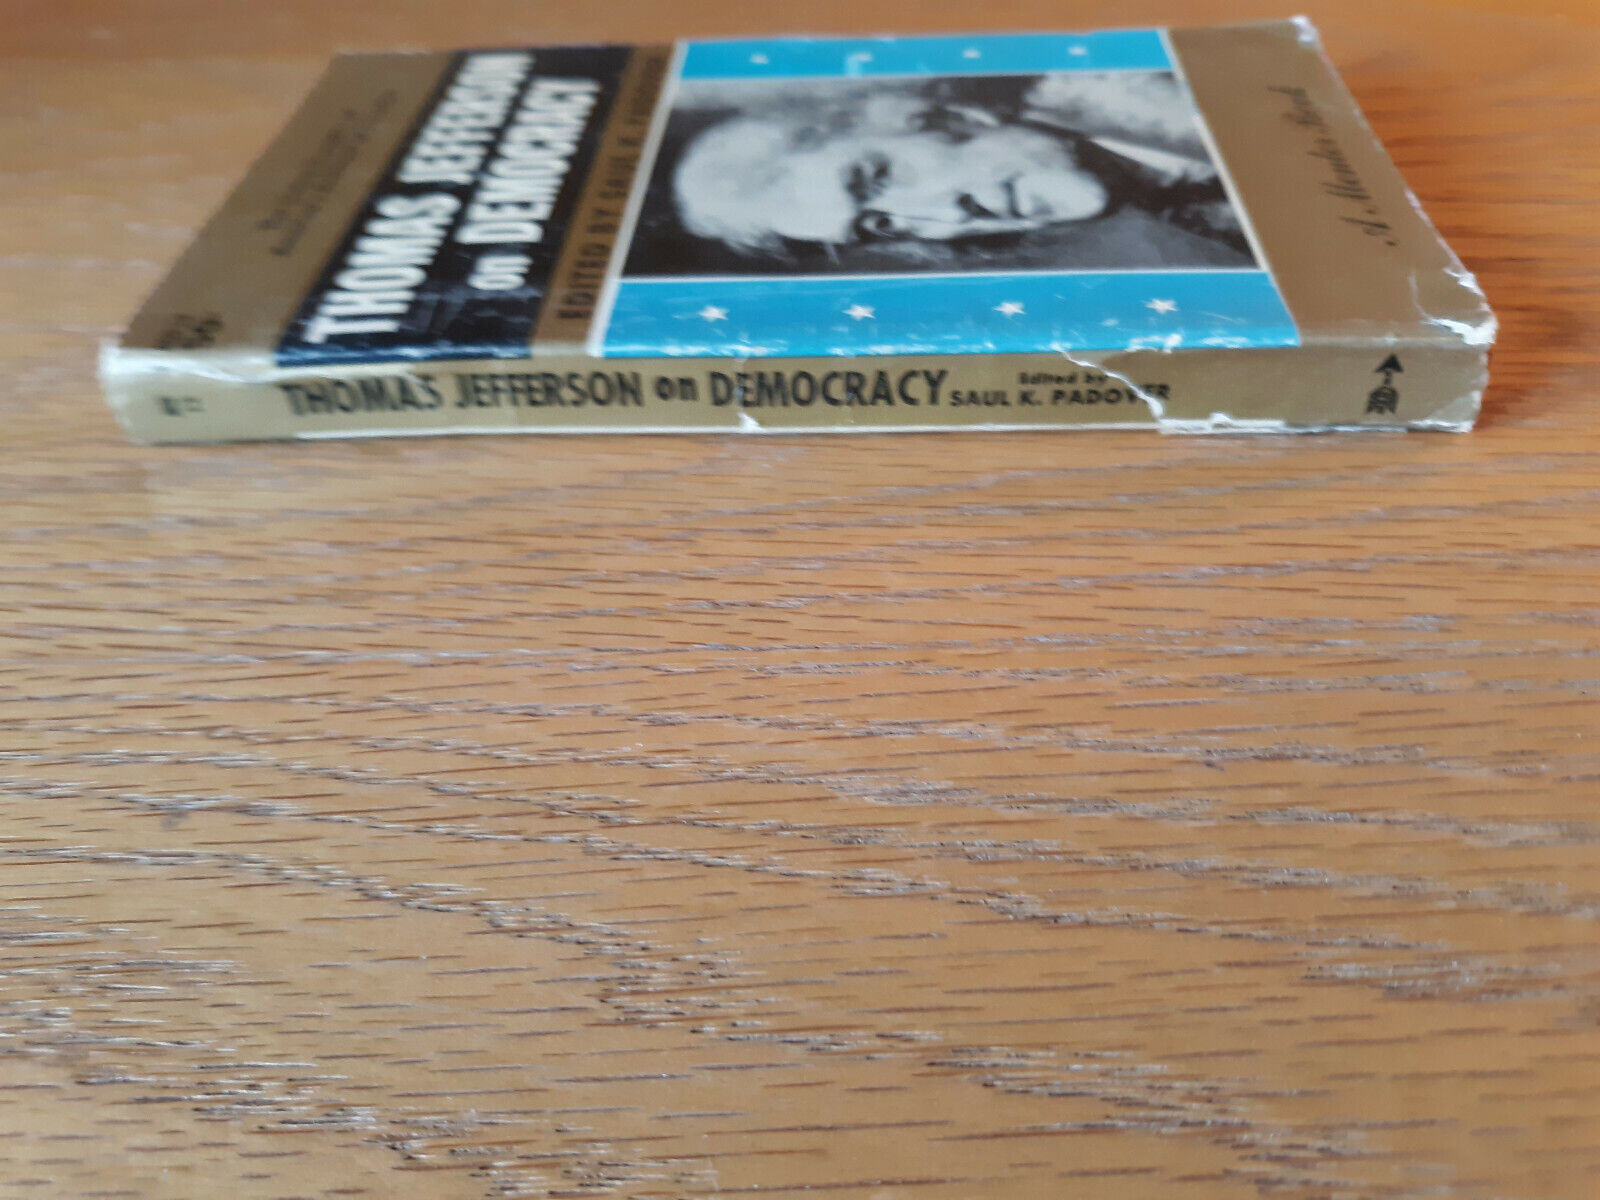 THOMAS JEFFERSON
on DEMOCRACY
EDITED BY SAUL K. PADOVER
A Mentor Book
THOMAS JEFFERSON on DEMOCRACY
Edited by
SAUL K. PADOVER